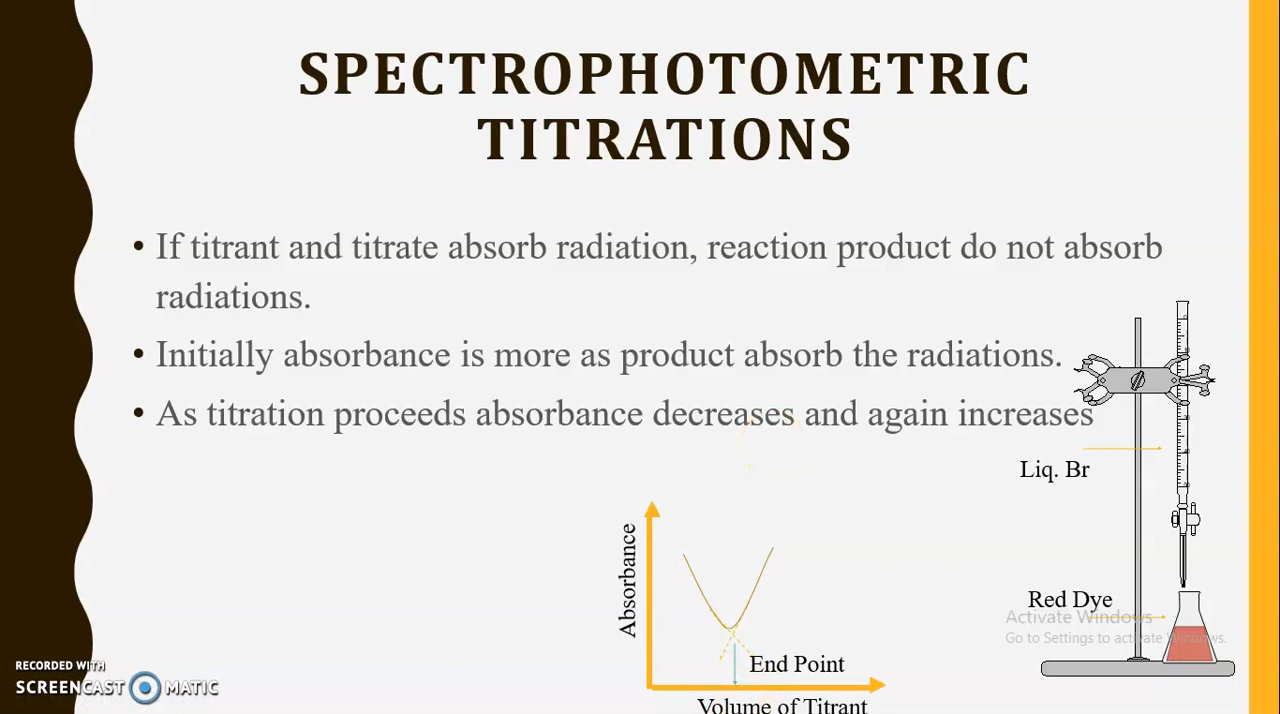 SPECTROPHOTOMETRIC
TITRATIONS
• If titrant and titrate absorb radiation, reaction product do not absorb
radiations.
• Initially absorbance is more as product absorb the radiations.
• As titration proceeds absorbance decreases and again increases
Liq. Br
Absorbance
Red Dye
Activate Windows
Go to Settings to activate Windows.
End Point
Volume of Titrant
RECORDED WITH
SCREENCAST MATIC